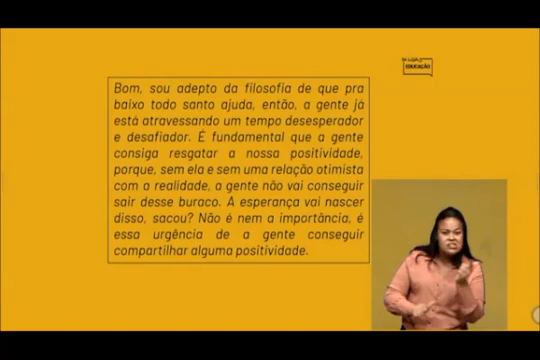 EDUCAÇÃO
Bom, sou adepto da filosofia de que pra
baixo todo santo ajuda, então, a gente já
está atravessando um tempo desesperador
e desafiador. É fundamental que a gente
consiga resgatar a nossa positividade,
porque, sem ela e sem uma relação otimista
com a realidade, a gente não vai conseguir
sair desse buraco. A esperança vai nascer
disso, sacou? Não é nem a importância, é
essa urgência de a gente conseguir
compartilhar alguma positividade.